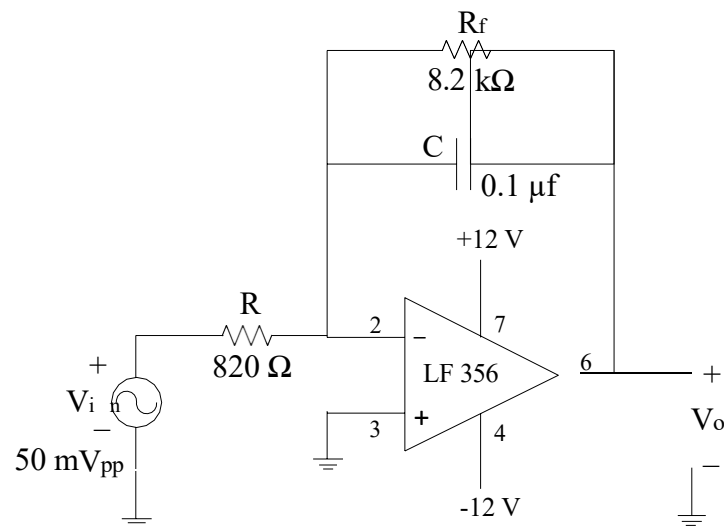 Rf
8.2 kΩ
C
0.1 µf
+12 V
R
2
−
7
820 Ω
LF 356
6
+
+
Vi n
3
+
4
Vo
−
50 mVpp
-12 V
−